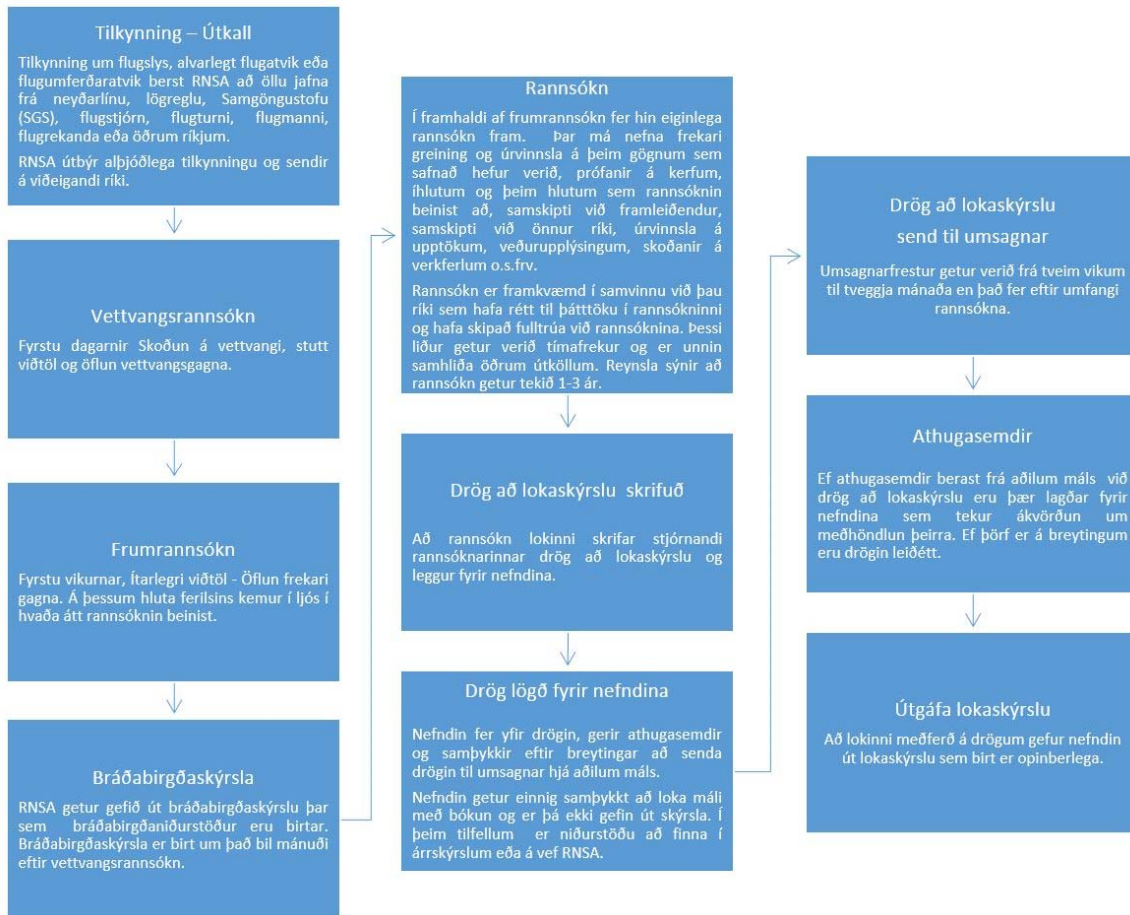 Tilkynning – Útkall
Tilkynning um flugslys, alvarlegt flugatvik eða
flugumferðaratvik berst RNSA að öllu jafna
frá neyðarlínu, lögreglu, Samgöngustofu
(SGS), flugstjórn, flugturni, flugmanni,
flugrekanda eða öðrum ríkjum.
RNSA útbýr alþjóðlega tilkynningu og sendir
á viðeigandi ríki.
Vettvangsrannsókn
Fyrstu dagarnir Skoðun á vettvangi, stutt
viðtöl og öflun vettvangsgagna.
Frumrannsókn
Fyrstu vikurnar, Ítarlegri viðtöl - Öflun frekari
gagna. Á þessum hluta ferilsins kemur í ljós í
hvaða átt rannsóknin beinist.
Bráðabirgðaskýrsla
RNSA getur gefið út bráðabirgðaskýrslu þar
sem bráðabirgðaniðurstöður eru birtar.
Bráðabirgðaskýrsla er birt um það bil mánuði
eftir vettvangsrannsókn.
Rannsókn
Í framhaldi af frumrannsókn fer hin eiginlega
rannsókn fram. Þar má nefna frekari
greining og úrvinnsla á þeim gögnum sem
safnað hefur verið, prófanir á kerfum,
íhlutum og þeim hlutum sem rannsóknin
beinist að, samskipti við framleiðendur,
samskipti við önnur ríki, úrvinnsla á
upptökum, veðurupplýsingum, skoðanir á
verkferlum o.s.frv.
Rannsókn er framkvæmd í samvinnu við þau
ríki sem hafa rétt til þátttöku í rannsókninni
og hafa skipað fulltrúa við rannsóknina. Þessi
liður getur verið tímafrekur og er unnin
samhliða öðrum útköllum. Reynsla sýnir að
rannsókn getur tekið 1-3 ár.
Drög að lokaskýrslu skrifuð
Að rannsókn lokinni skrifar stjórnandi
rannsóknarinnar drög að lokaskýrslu og
leggur fyrir nefndina.
Drög lögð fyrir nefndina
Nefndin fer yfir drögin, gerir athugasemdir
og samþykkir eftir breytingar að senda
drögin til umsagnar hjá aðilum máls.
Nefndin getur einnig samþykkt að loka máli
með bókun og er þá ekki gefin út skýrsla. Í
þeim tilfellum er niðurstöðu að finna í
árrskýrslum eða á vef RNSA.
Drög að lokaskýrslu
send til umsagnar
Umsagnarfrestur getur verið frá tveim vikum
til tveggja mánaða en það fer eftir umfangi
rannsókna.
Athugasemdir
Ef athugasemdir berast frá aðilum máls við
drög að lokaskýrslu eru þær lagðar fyrir
nefndina sem tekur ákvörðun um
meðhöndlun þeirra. Ef þörf er á breytingum
eru drögin leiðétt.
Útgáfa lokaskýrslu
Að lokinni meðferð á drögum gefur nefndin
út lokaskýrslu sem birt er opinberlega.